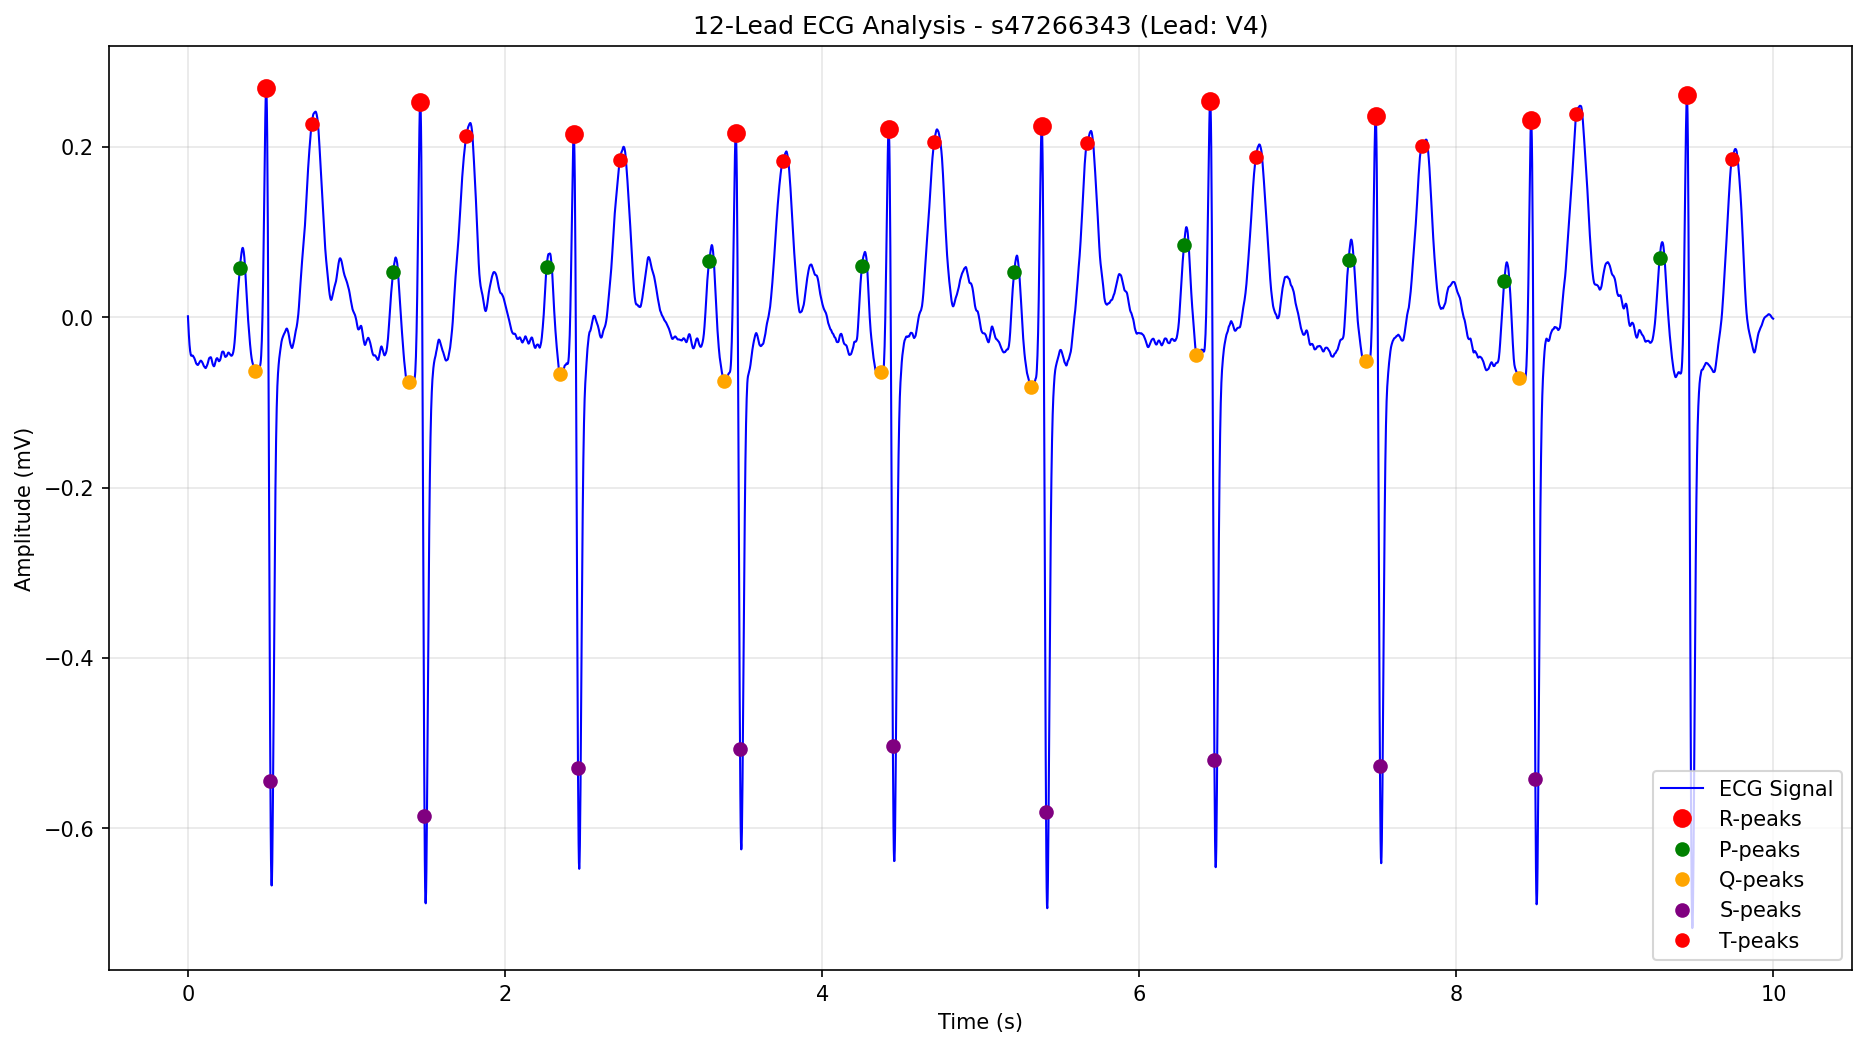 12-Lead ECG Analysis - s47266343 (Lead: V4)
Amplitude (mV)
0.2
0.0
−0.2
−0.4
−0.6
0
2
4
6
8
10
Time (s)
ECG Signal
R-peaks
P-peaks
Q-peaks
S-peaks
T-peaks